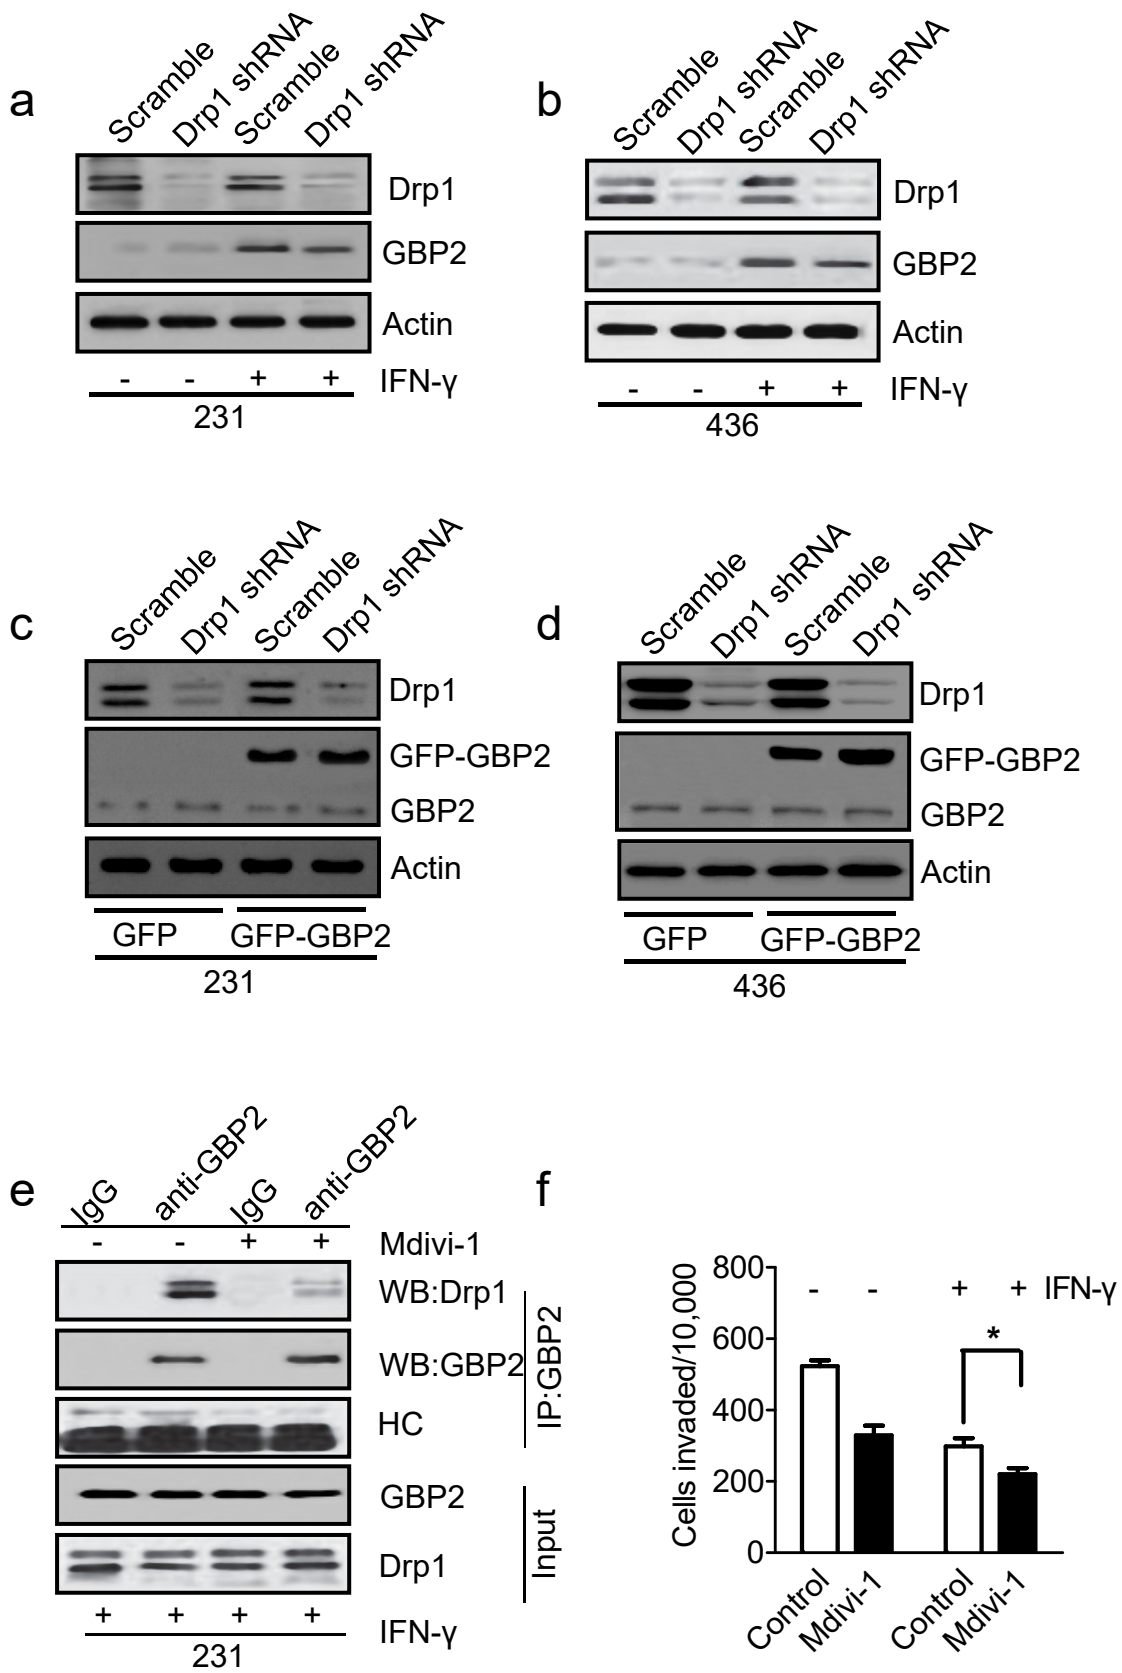 a
Scramble
Drp1 shRNA
Scramble
Drp1 shRNA
Drp1
GBP2
Actin
- - + + IFN-γ
231
b
Scramble
Drp1 shRNA
Scramble
Drp1 shRNA
Drp1
GBP2
Actin
- - + + IFN-γ
436
c
Scramble
Drp1 shRNA
Scramble
Drp1 shRNA
Drp1
GFP-GBP2
GBP2
Actin
GFP GFP-GBP2
231
d
Scramble
Drp1 shRNA
Scramble
Drp1 shRNA
Drp1
GFP-GBP2
GBP2
Actin
GFP GFP-GBP2
436
e
IgG
anti-GBP2
IgG
anti-GBP2
- - + + Mdivi-1
WB:Drp1
WB:GBP2
HC
IP:GBP2
GBP2
Drp1
Input
+ + + + IFN-γ
231
f
Cells invaded/10,000
800
600
400
200
0
- - + + IFN-γ
*
Control
Mdivi-1
Control
Mdivi-1